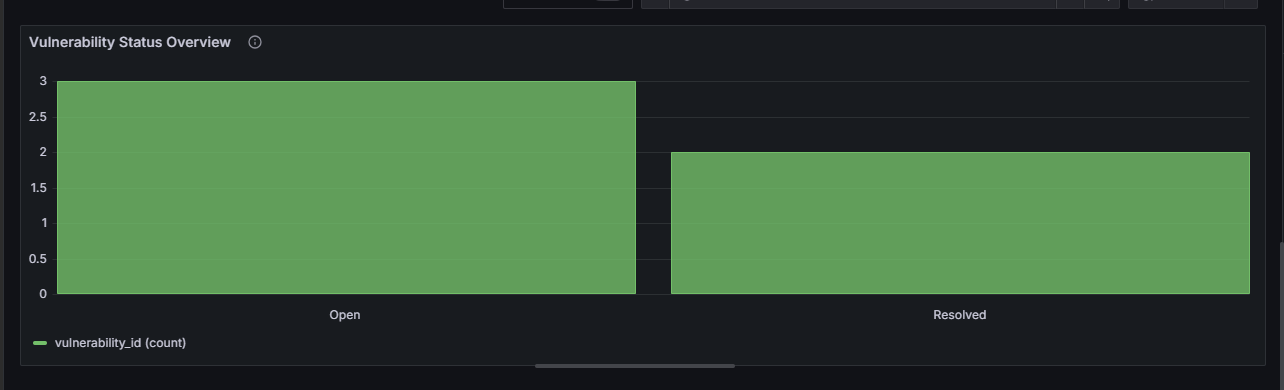 Vulnerability Status Overview
3
2.5
2
1.5
1
0.5
0
Open
Resolved
vulnerability_id (count)